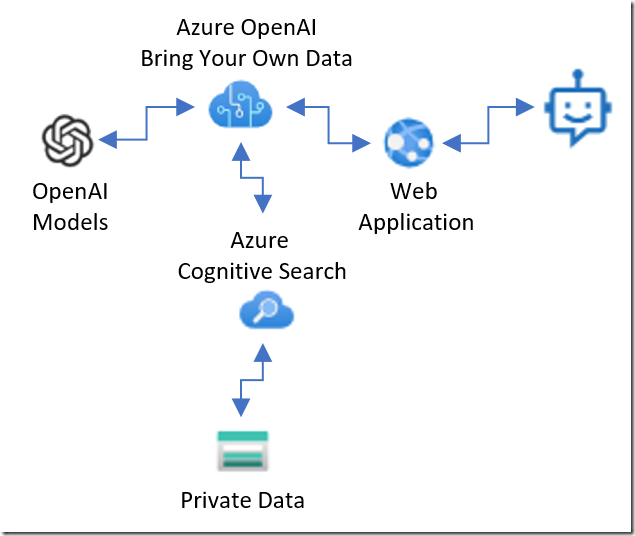 Azure OpenAI
Bring Your Own Data
OpenAI
Models
Web
Application
Azure
Cognitive Search
Private Data